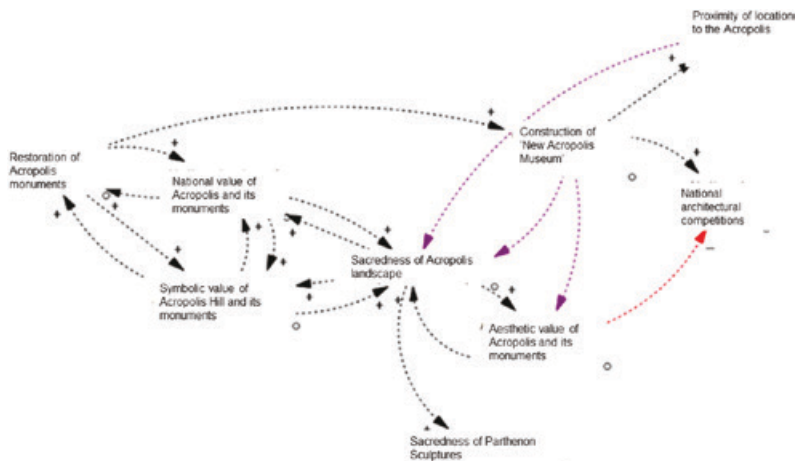 Proximity of locations
to the Acropolis
Construction of
'New Acropolis
Museum'
Restoration of
Acropolis
monuments
National value of
Acropolis and its
monuments
National
architectural
competitions
Sacredness of Acropolis
landscape
Symbolic value of
Acropolis Hill and its
monuments
Aesthetic value of
Acropolis and its
monuments
Sacredness of Parthenon
Sculptures